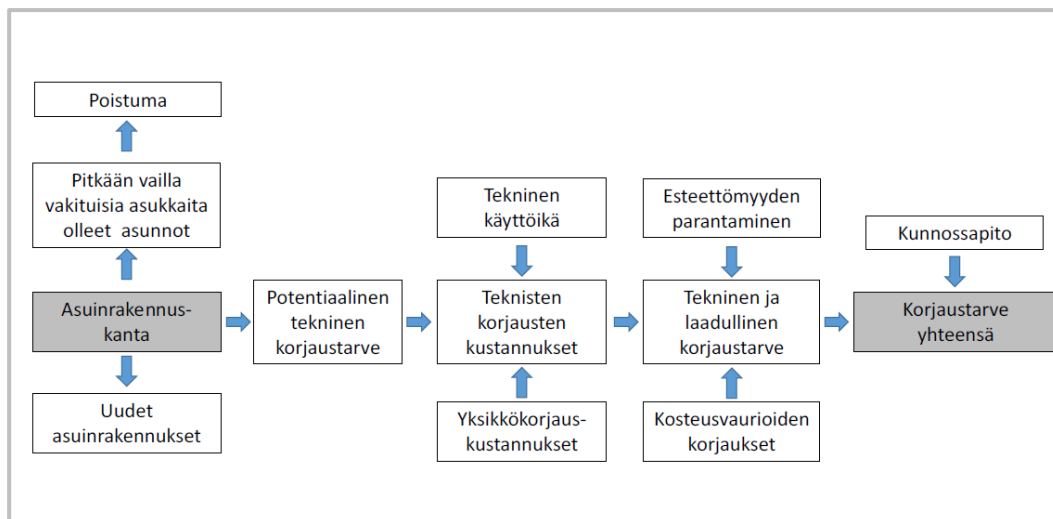 Poistuma
Pitkään vailla
vakituisia asukkaita
olleet asunnot
Asuinrakennus-
kanta
Uudet
asuinrakennukset
Potentiaalinen
tekninen
korjaustarve
Tekninen
käyttöikä
Teknisten
korjausten
kustannukset
Yksikkökorjaus-
kustannukset
Esteettömyyden
parantaminen
Tekninen ja
laadullinen
korjaustarve
Kosteusvaurioiden
korjaukset
Kunnossapito
Korjaustarve
yhteensä